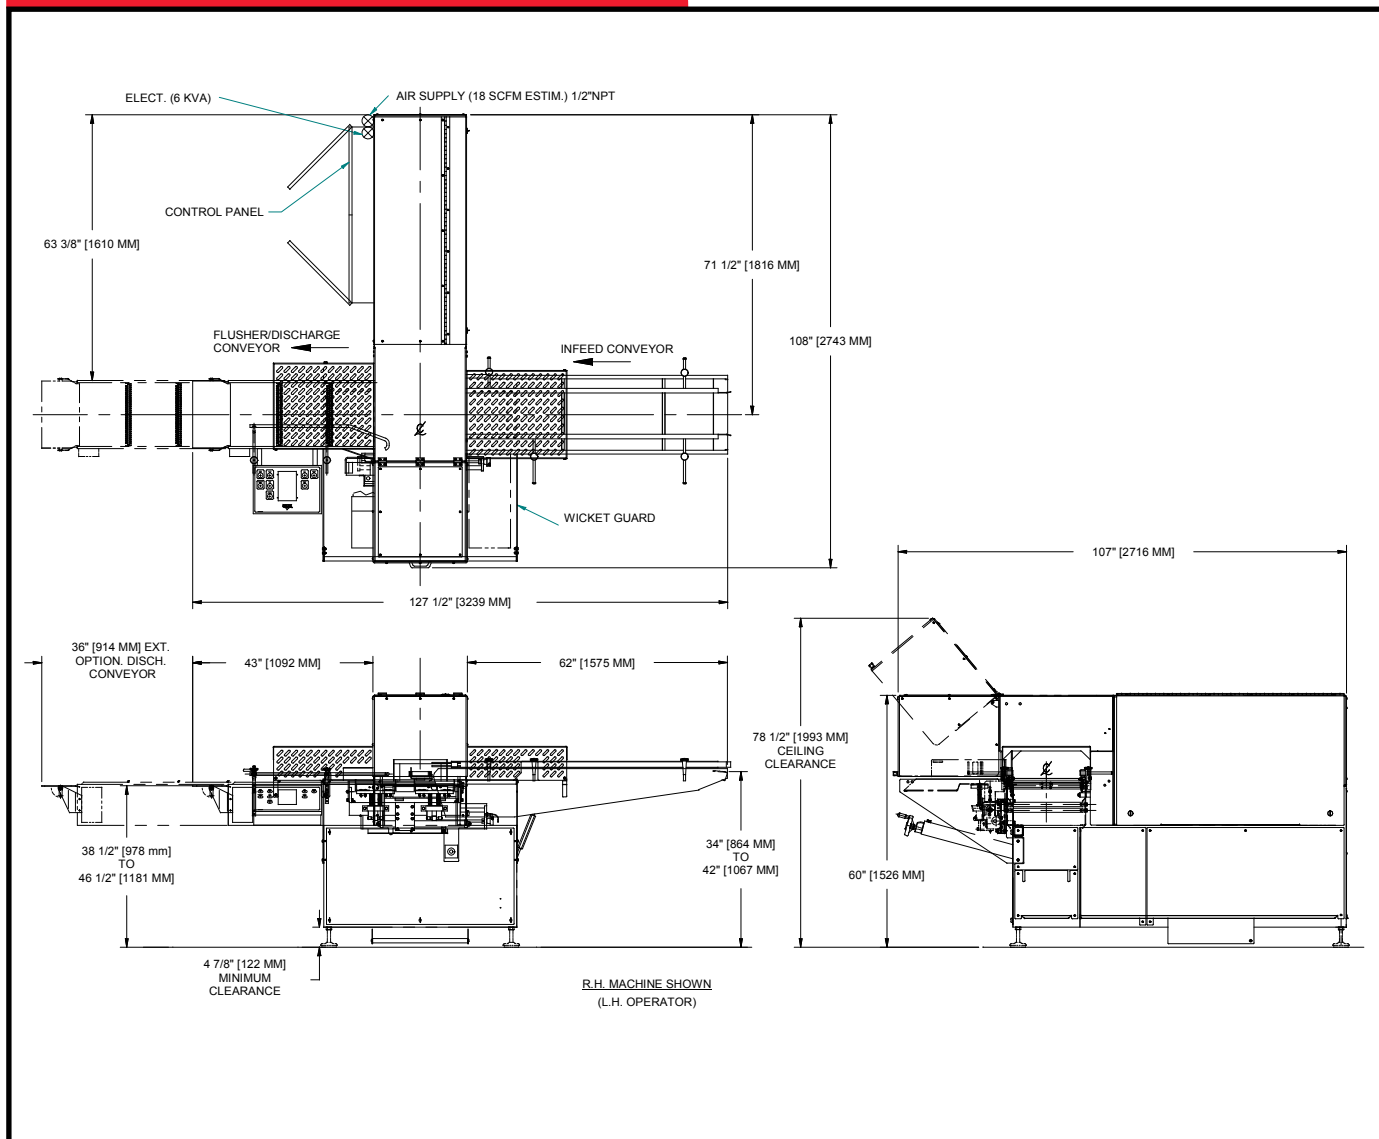 ELECT. (6 KVA)
AIR SUPPLY (18 SCFM ESTIM.) 1/2"NPT
CONTROL PANEL
63 3/8" [1610 MM]
71 1/2" [1816 MM]
108" [2743 MM]
FLUSHER/DISCHARGE
CONVEYOR
INFEED CONVEYOR
WICKET GUARD
127 1/2" [3239 MM]
107" [2716 MM]
36" [914 MM] EXT.
OPTION. DISCH.
CONVEYOR
43" [1092 MM]
62" [1575 MM]
78 1/2" [1993 MM]
CEILING
CLEARANCE
38 1/2" [978 mm]
TO
46 1/2" [1181 MM]
34" [864 MM]
TO
42" [1067 MM]
60" [1526 MM]
4 7/8" [122 MM]
MINIMUM
CLEARANCE
R.H. MACHINE SHOWN
(L.H. OPERATOR)